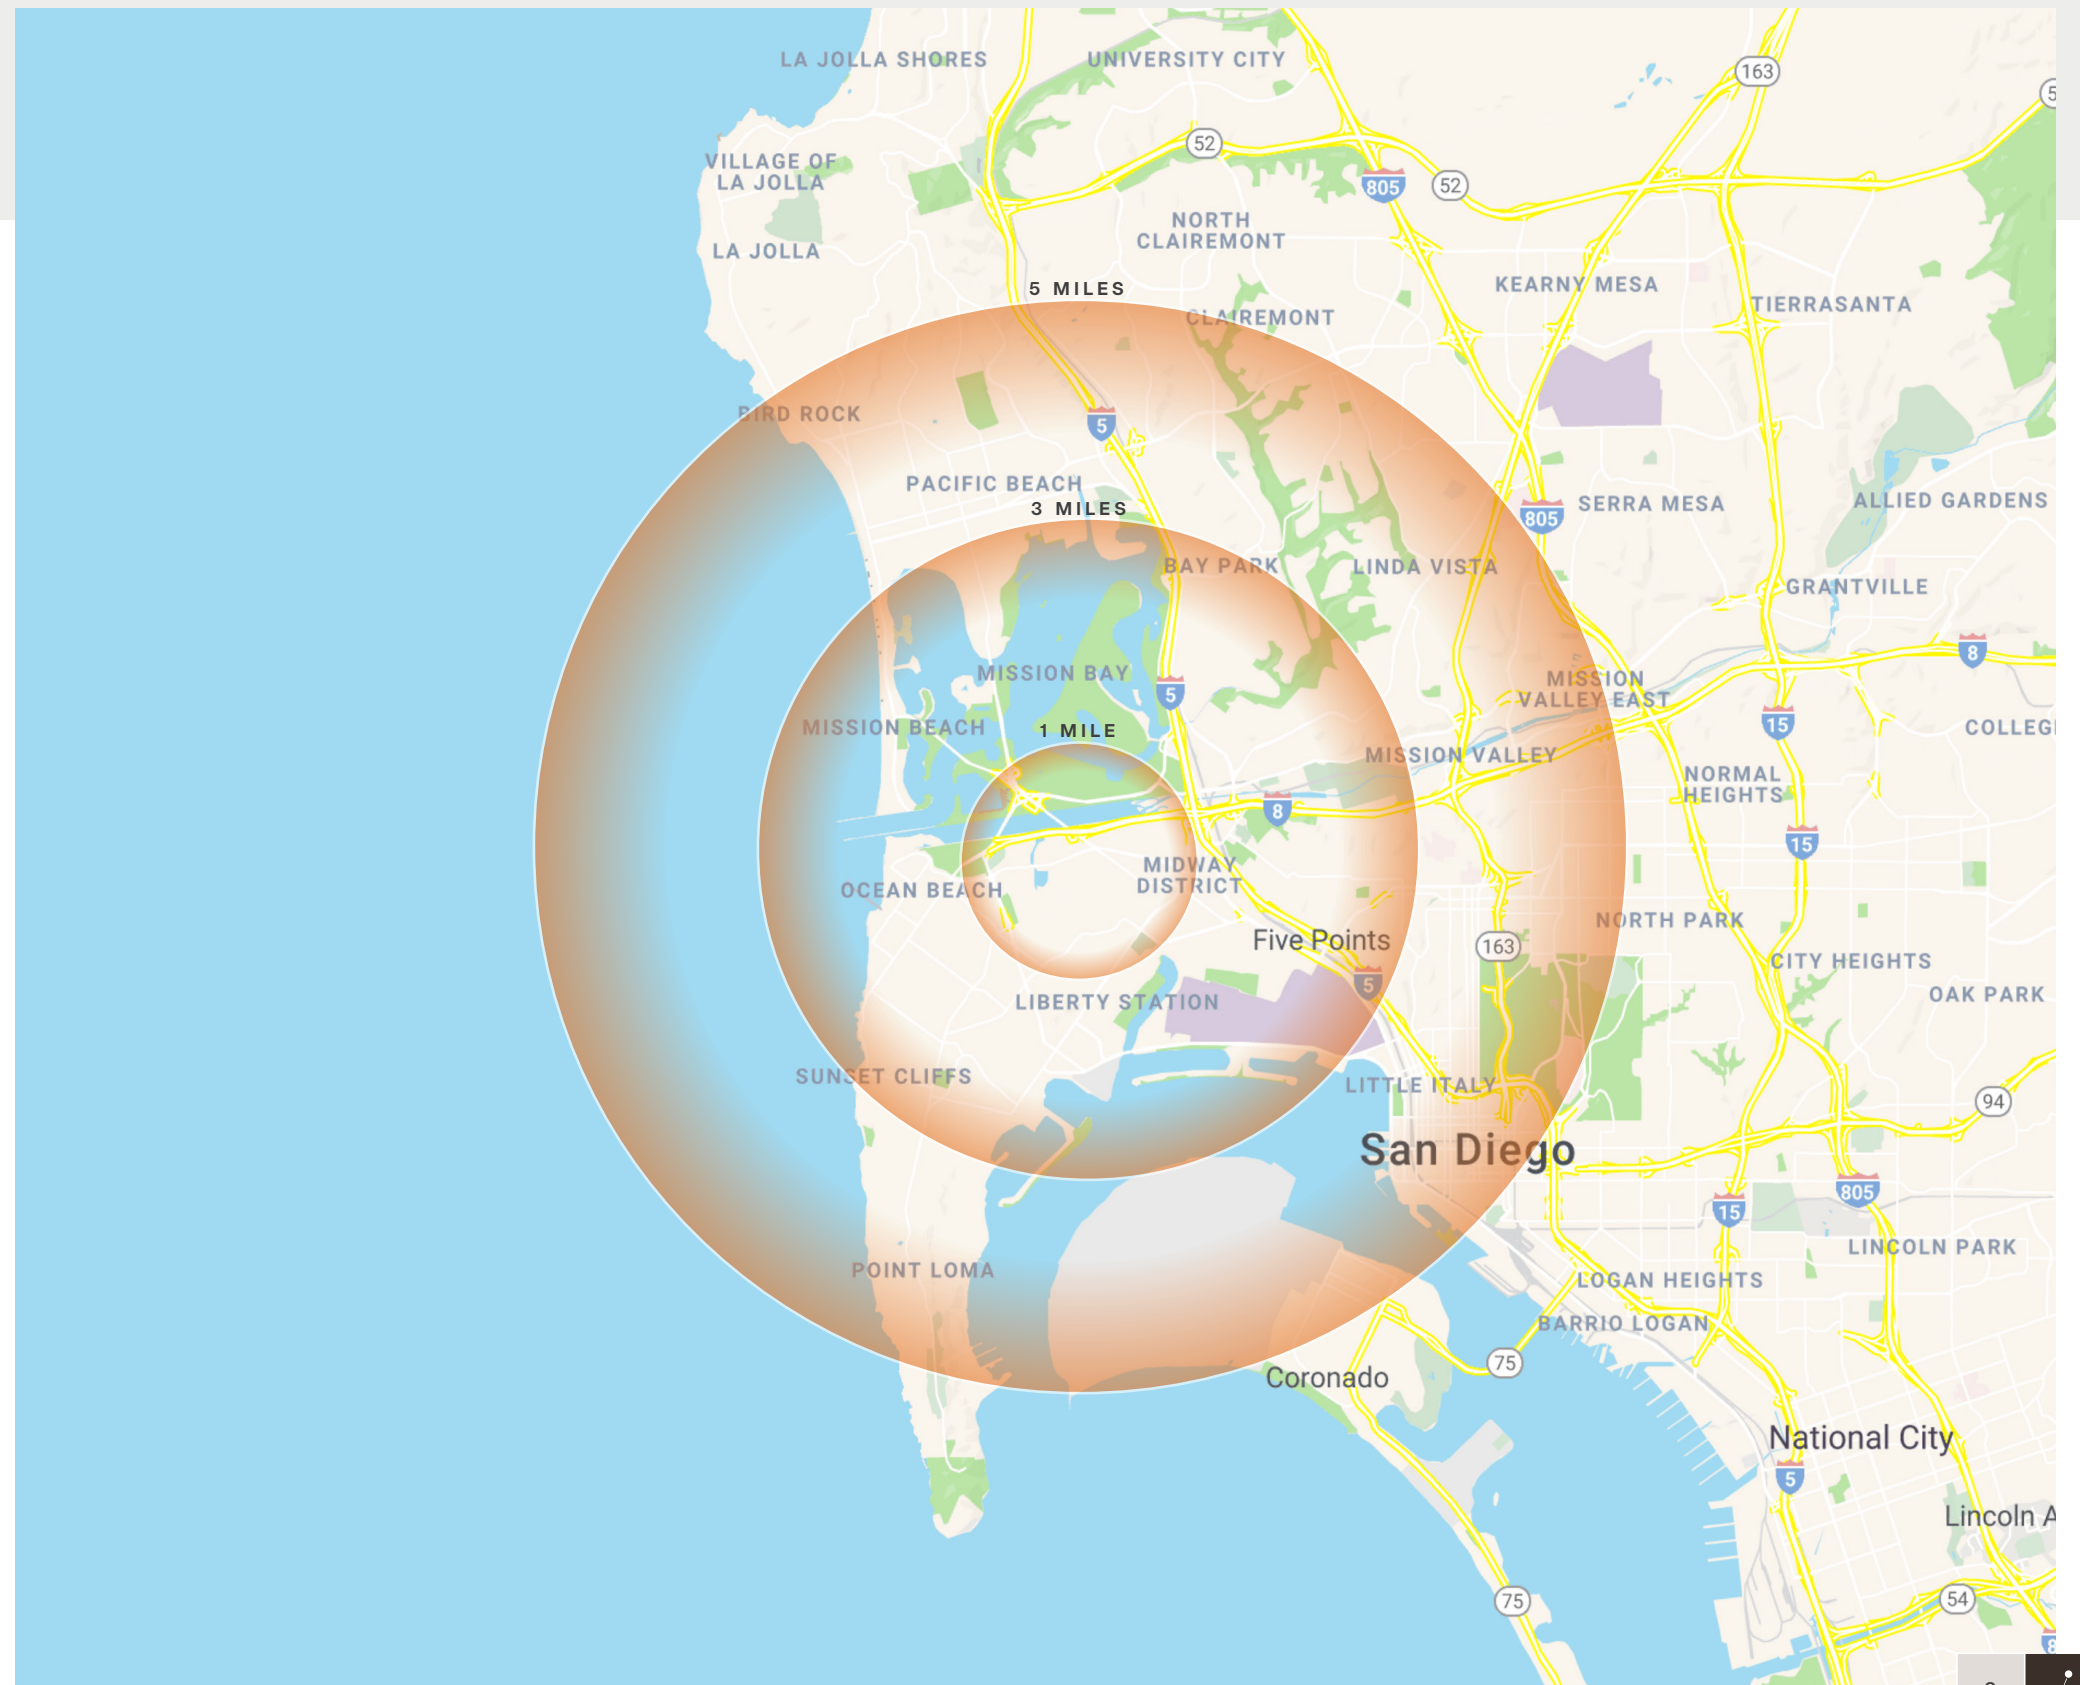 LA JOLLA SHORES
UNIVERSITY CITY
163
5
52
VILLAGE OF
LA JOLLA
805
52
NORTH
CLAIREMONT
LA JOLLA
KEARNY MESA
5 MILES
TIERRASANTA
CLAIREMONT
BIRD ROCK
5
PACIFIC BEACH
3 MILES
805
SERRA MESA
ALLIED GARDENS
BAY PARK
LINDA VISTA
GRANTVILLE
8
MISSION BAY
MISSION
VALLEY EAST
5
15
MISSION BEACH
1 MILE
COLLEG
MISSION VALLEY
NORMAL
HEIGHTS
8
15
MIDWAY
DISTRICT
OCEAN BEACH
NORTH PARK
Five Points
163
CITY HEIGHTS
5
OAK PARK
LIBERTY STATION
SUNSET CLIFFS
LITTLE ITALY
94
San Diego
805
15
LINCOLN PARK
POINT LOMA
LOGAN HEIGHTS
BARRIO LOGAN
75
Coronado
National City
5
Lincoln A
54
75
8